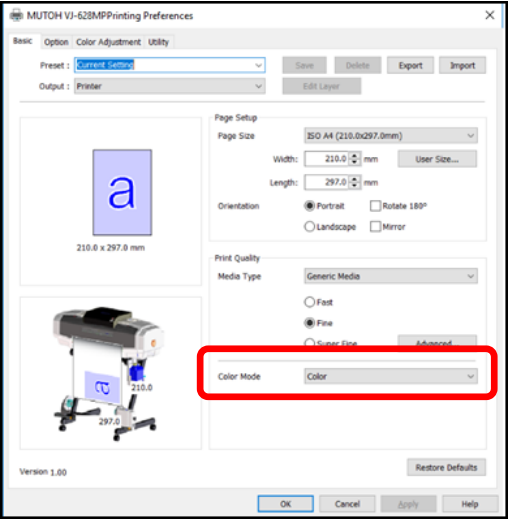 MUTOH VJ-628MPPrinting Preferences
Basic Option Color Adjustment Utility
Preset : Current Setting Save Delete Export Import
Output : Printer Edit Layer
Page Setup
Page Size ISO A4 (210.0x297.0mm)
Width: 210.0 mm User Size...
Length: 297.0 mm
Orientation Portrait Rotate 180°
Landscape Mirror
a
210.0 x 297.0 mm
Print Quality
Media Type Generic Media
Fast
Fine
Super Fine Advanced...
Color Mode Color
a
210.0
297.0
Version 1.00
Restore Defaults
OK Cancel Apply Help